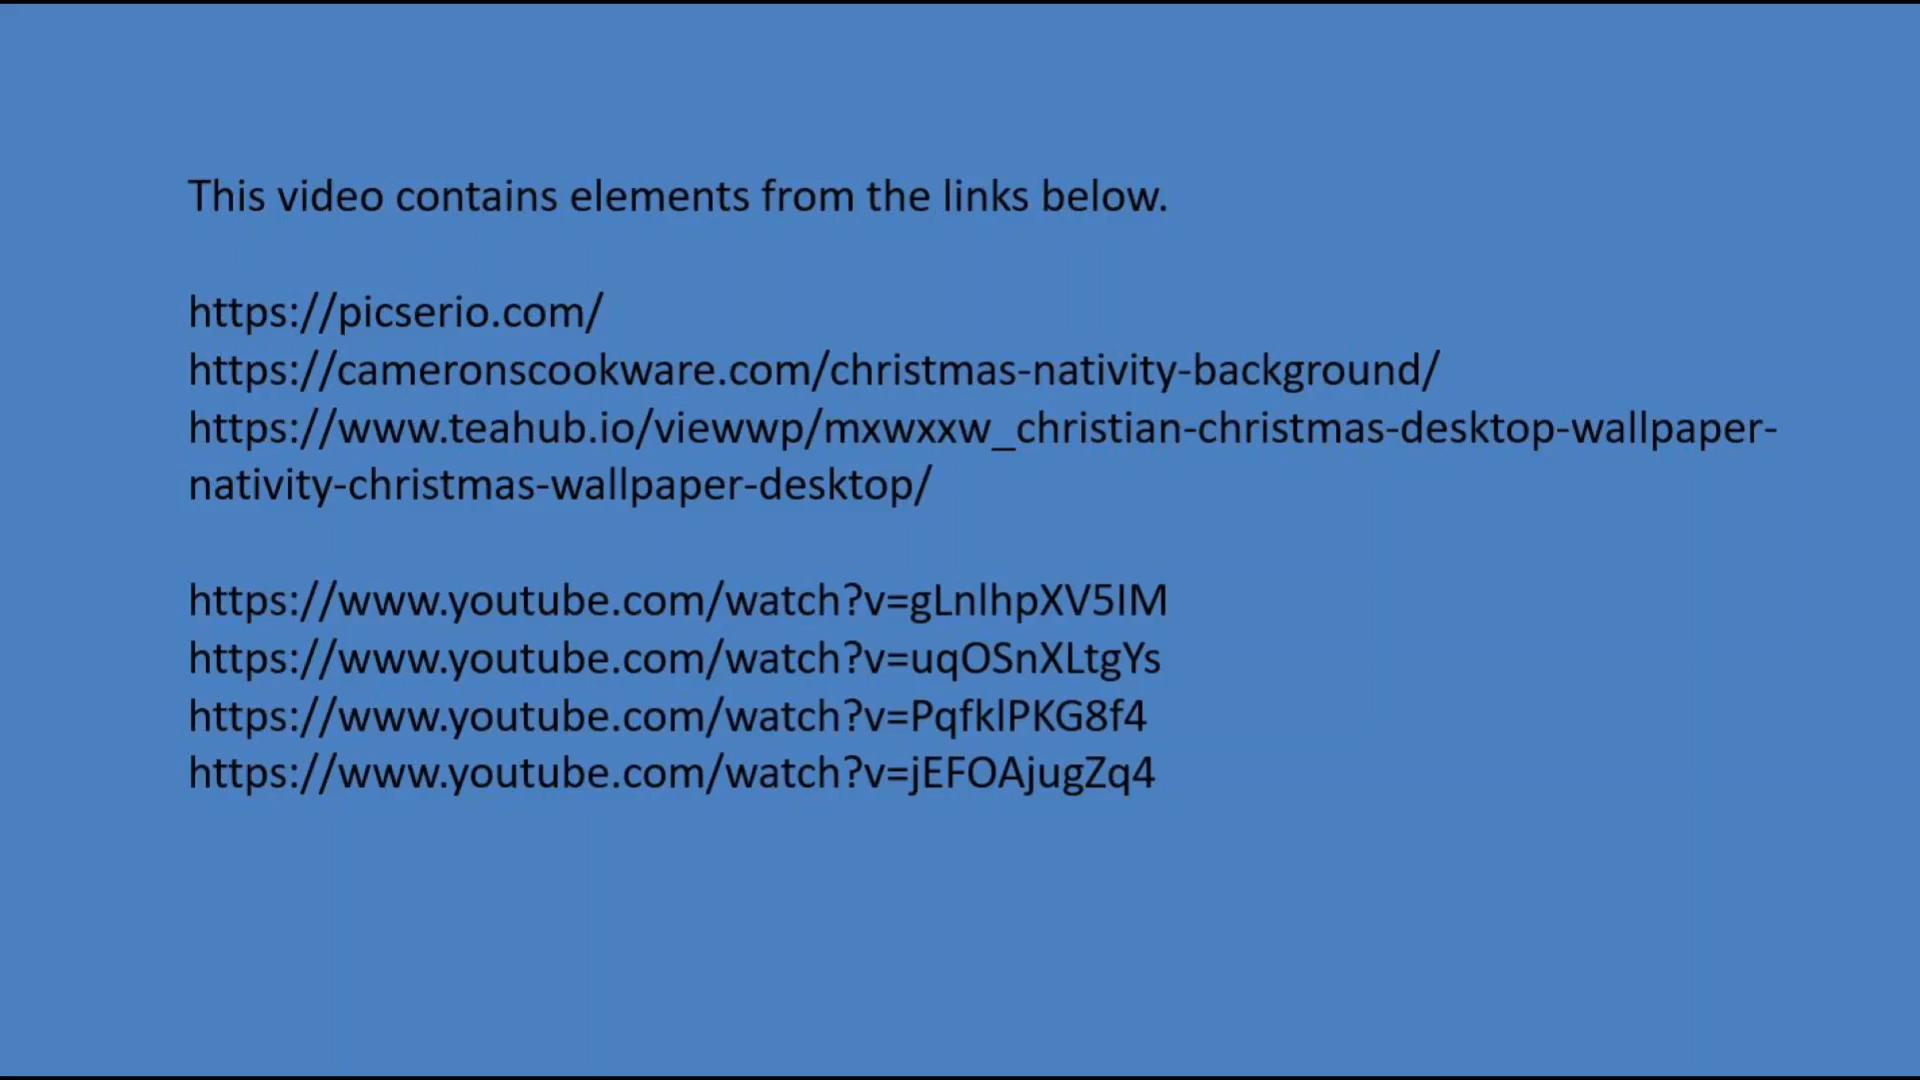 This video contains elements from the links below.
https://picserio.com/
https://cameronscookware.com/christmas-nativity-background/
https://www.teahub.io/viewwp/mxwxxw_christian-christmas-desktop-wallpaper-
nativity-christmas-wallpaper-desktop/
https://www.youtube.com/watch?v=gLnlhpXV5IM
https://www.youtube.com/watch?v=uqOSnXLtgYs
https://www.youtube.com/watch?v=PqfklPKG8f4
https://www.youtube.com/watch?v=jEFOAjugZq4